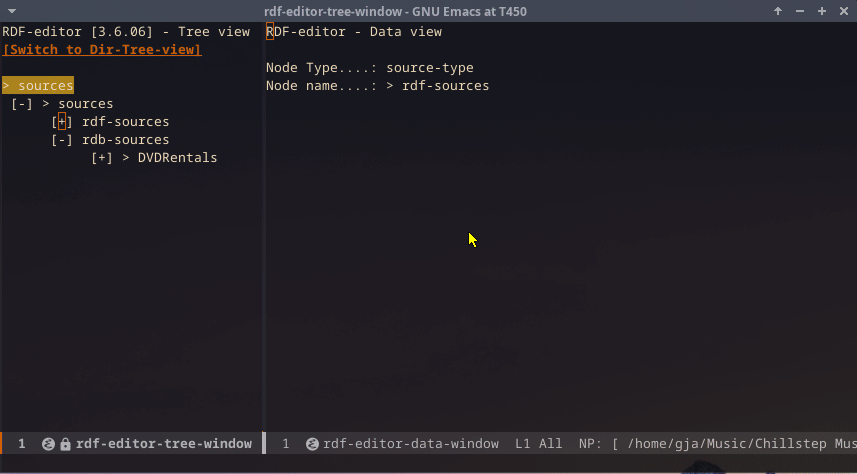 rdf-editor-tree-window - GNU Emacs at T450
RDF-editor [3.6.06] - Tree view
[Switch to Dir-Tree-view]
> sources
[-] > sources
[+] rdf-sources
[-] rdb-sources
[+] > DVDRentals
RDF-editor - Data view
Node Type....: source-type
Node name....: > rdf-sources
1 rdf-editor-tree-window
1 rdf-editor-data-window L1 All NP: [ /home/gja/Music/Chillstep Mus